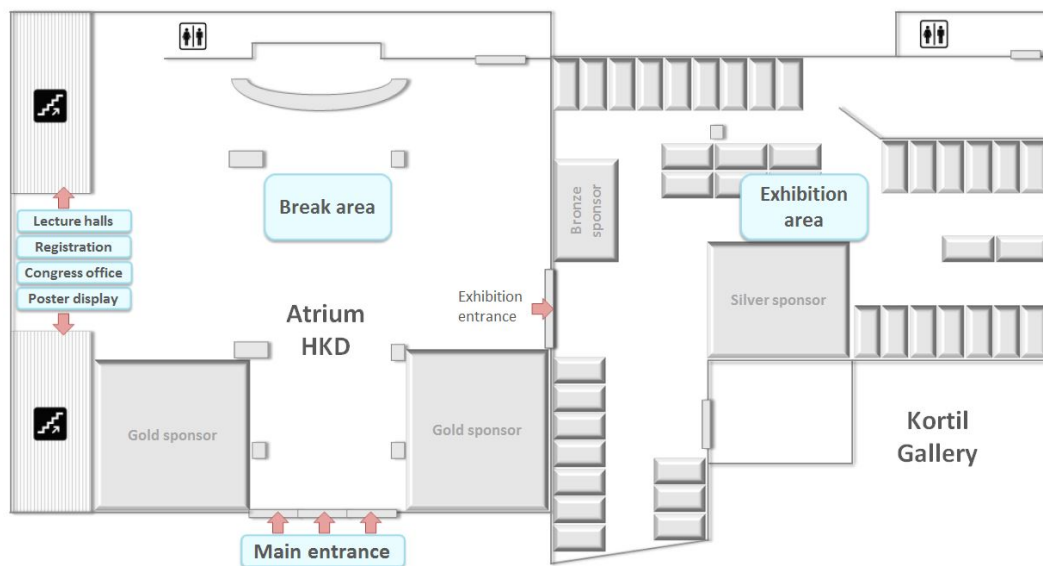 Lecture halls
Registration
Congress office
Poster display
Break area
Atrium
HKD
Exhibition
entrance
Gold sponsor
Gold sponsor
Main entrance
Bronze
sponsor
Exhibition
area
Silver sponsor
Kortil
Gallery